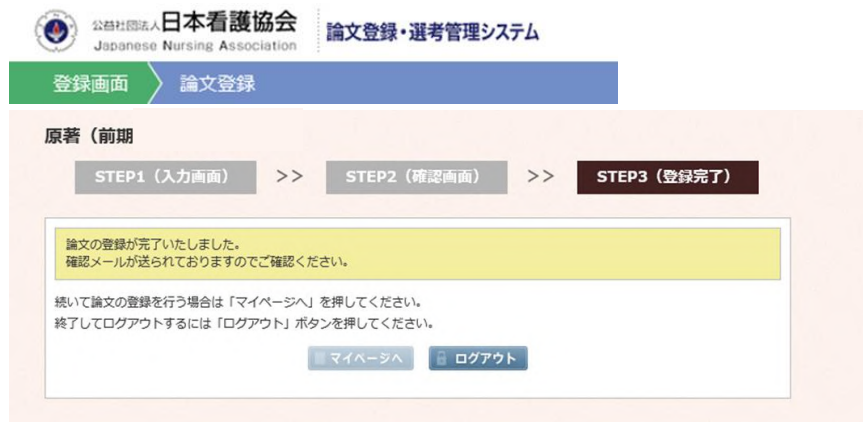 公益社団法人日本看護協会
Japanese Nursing Association
論文登録・選考管理システム
登録画面 論文登録
原著（前期
STEP1（入力画面） >> STEP2（確認画面） >> STEP3（登録完了）
論文の登録が完了いたしました。
確認メールが送られておりますのでご確認ください。
続いて論文の登録を行う場合は「マイページへ」を押してください。
終了してログアウトするには「ログアウト」ボタンを押してください。
マイページへ ログアウト